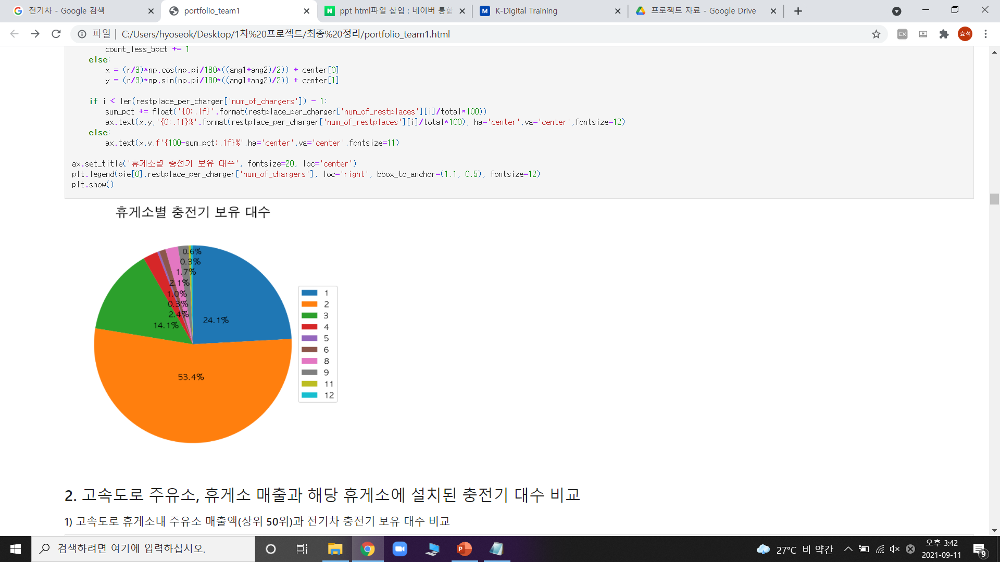 전기차 - Google 검색
portfolio_team1
ppt html파일 삽입 : 네이버 통합
K-Digital Training
프로젝트 자료 - Google Drive
파일 | C:/Users/hyoseok/Desktop/1차%20프로젝트/최종%20정리/portfolio_team1.html
EX
효석
count_less_5pct += 1
else:
x = (r/3)*np.cos(np.pi/180*((ang1+ang2)/2)) + center[0]
y = (r/3)*np.sin(np.pi/180*((ang1+ang2)/2)) + center[1]
if i < len(restplace_per_charger['num_of_chargers']) - 1:
sum_pct += float('{0:.1f}'.format(restplace_per_charger['num_of_restplaces'][i]/total*100))
ax.text(x,y,'{0:.1f}%'.format(restplace_per_charger['num_of_restplaces'][i]/total*100), ha='center',va='center',fontsize=12)
else:
ax.text(x,y,f'{100-sum_pct:.1f}%',ha='center',va='center',fontsize=11)
ax.set_title('휴게소별 충전기 보유 대수', fontsize=20, loc='center')
plt.legend(pie[0],restplace_per_charger['num_of_chargers'], loc='right', bbox_to_anchor=(1.1, 0.5), fontsize=12)
plt.show()
휴게소별 충전기 보유 대수
0.6%
0.3%
1.7%
2.1%
1.0%
0.3%
2.4%
14.1%
24.1%
53.4%
1
2
3
4
5
6
8
9
11
12
2. 고속도로 주유소, 휴게소 매출과 해당 휴게소에 설치된 충전기 대수 비교
1) 고속도로 휴게소내 주유소 매출액(상위 50위)과 전기차 충전기 보유 대수 비교
검색하려면 여기에 입력하십시오.
27°C 비 약간
오후 3:42
2021-09-11
9